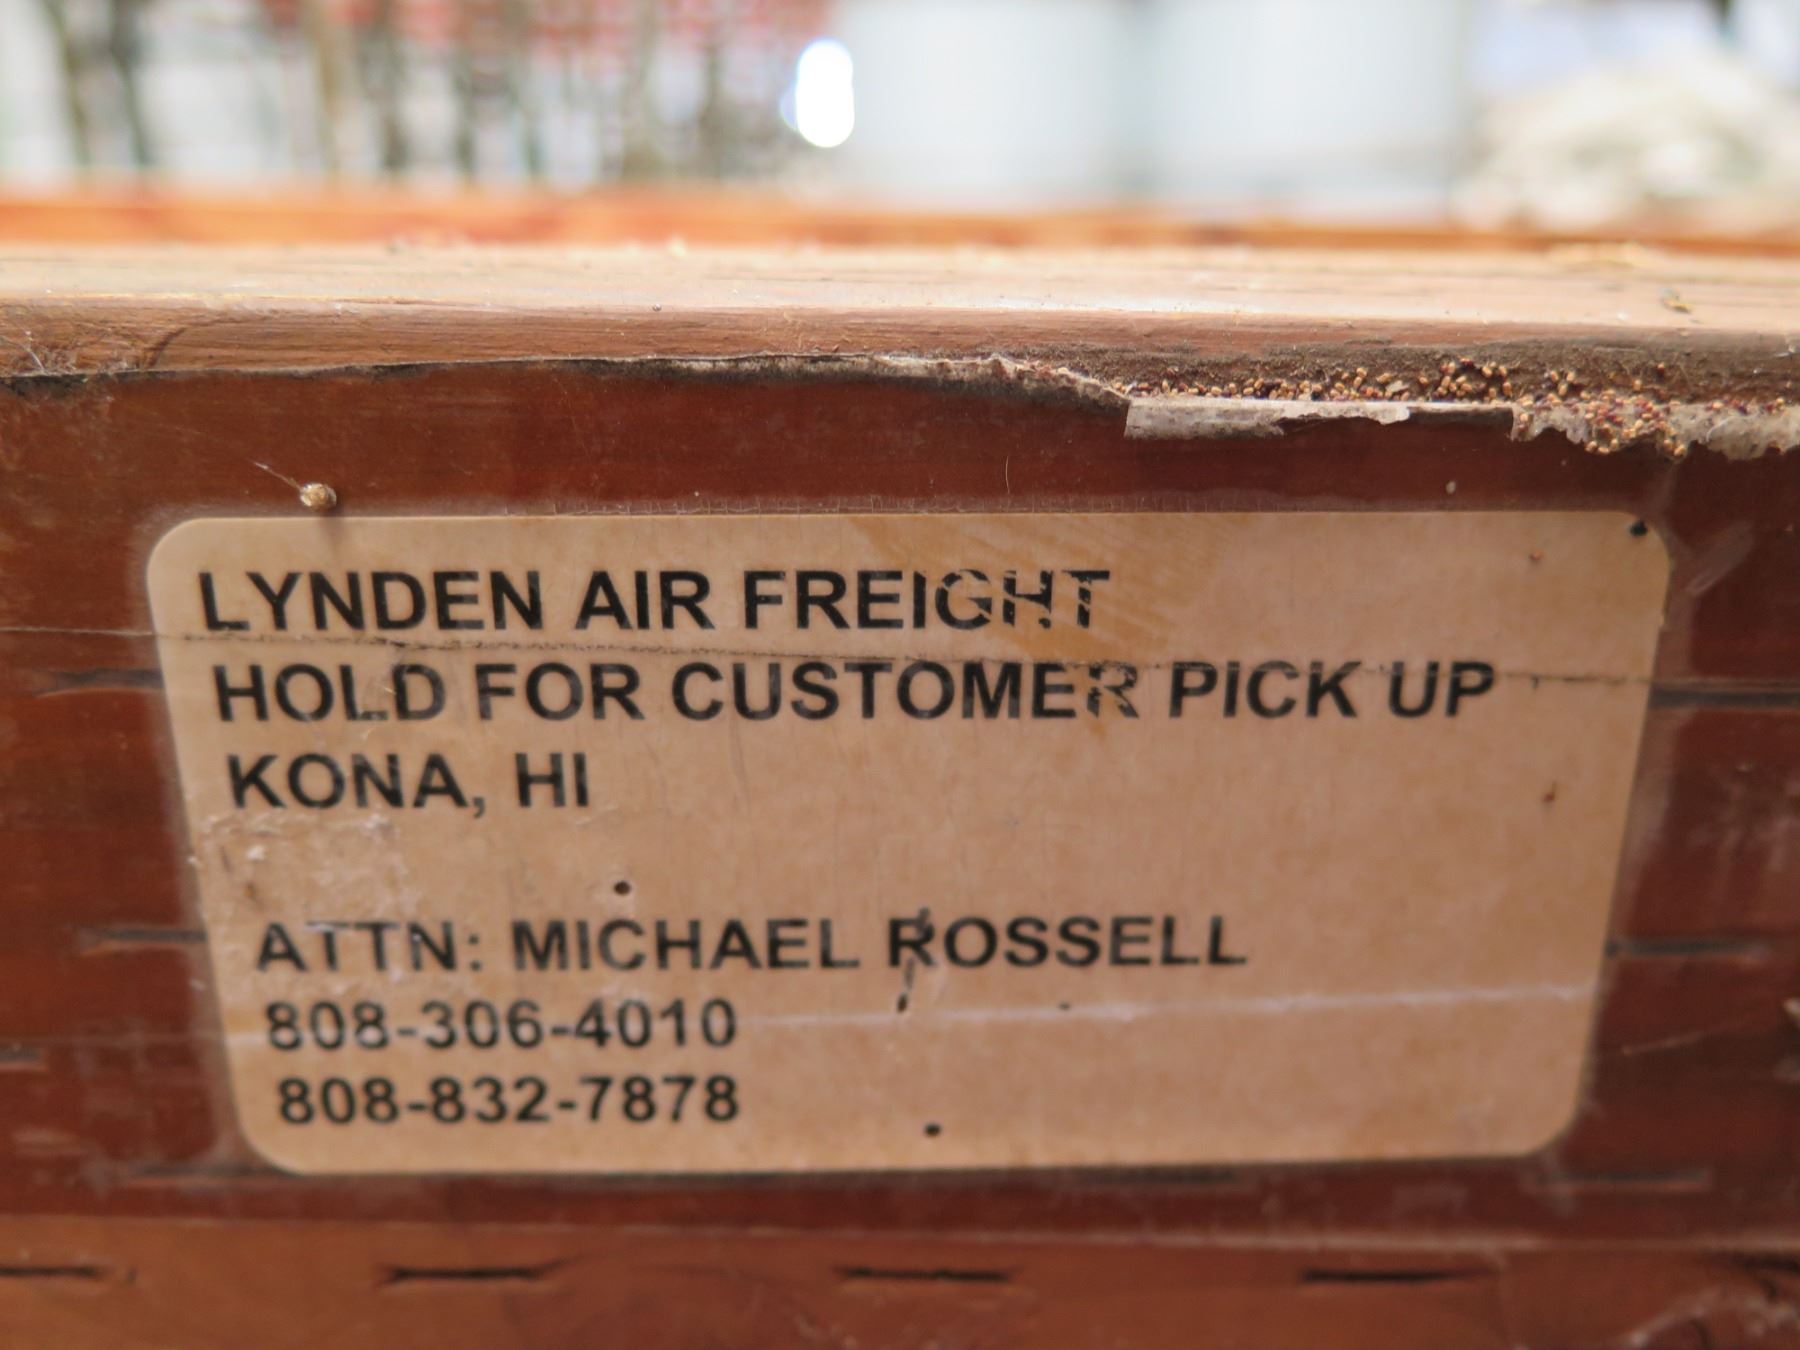 LYNDEN AIR FREIGHT
HOLD FOR CUSTOMER PICK UP
KONA, HI
ATTN: MICHAEL ROSSELL
808-306-4010
808-832-7878